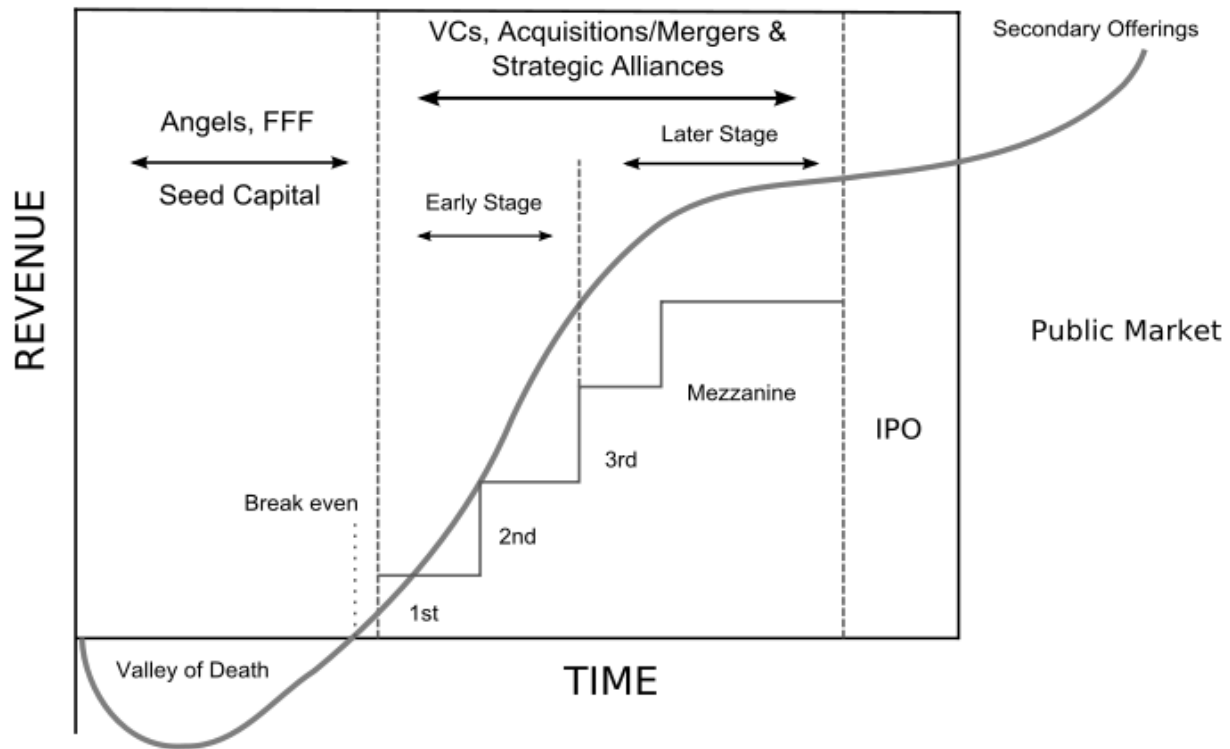 VCs, Acquisitions/Mergers &
Strategic Alliances
Secondary Offerings
Angels, FFF
Seed Capital
Later Stage
Early Stage
REVENUE
Public Market
Mezzanine
IPO
3rd
Break even
2nd
1st
Valley of Death
TIME